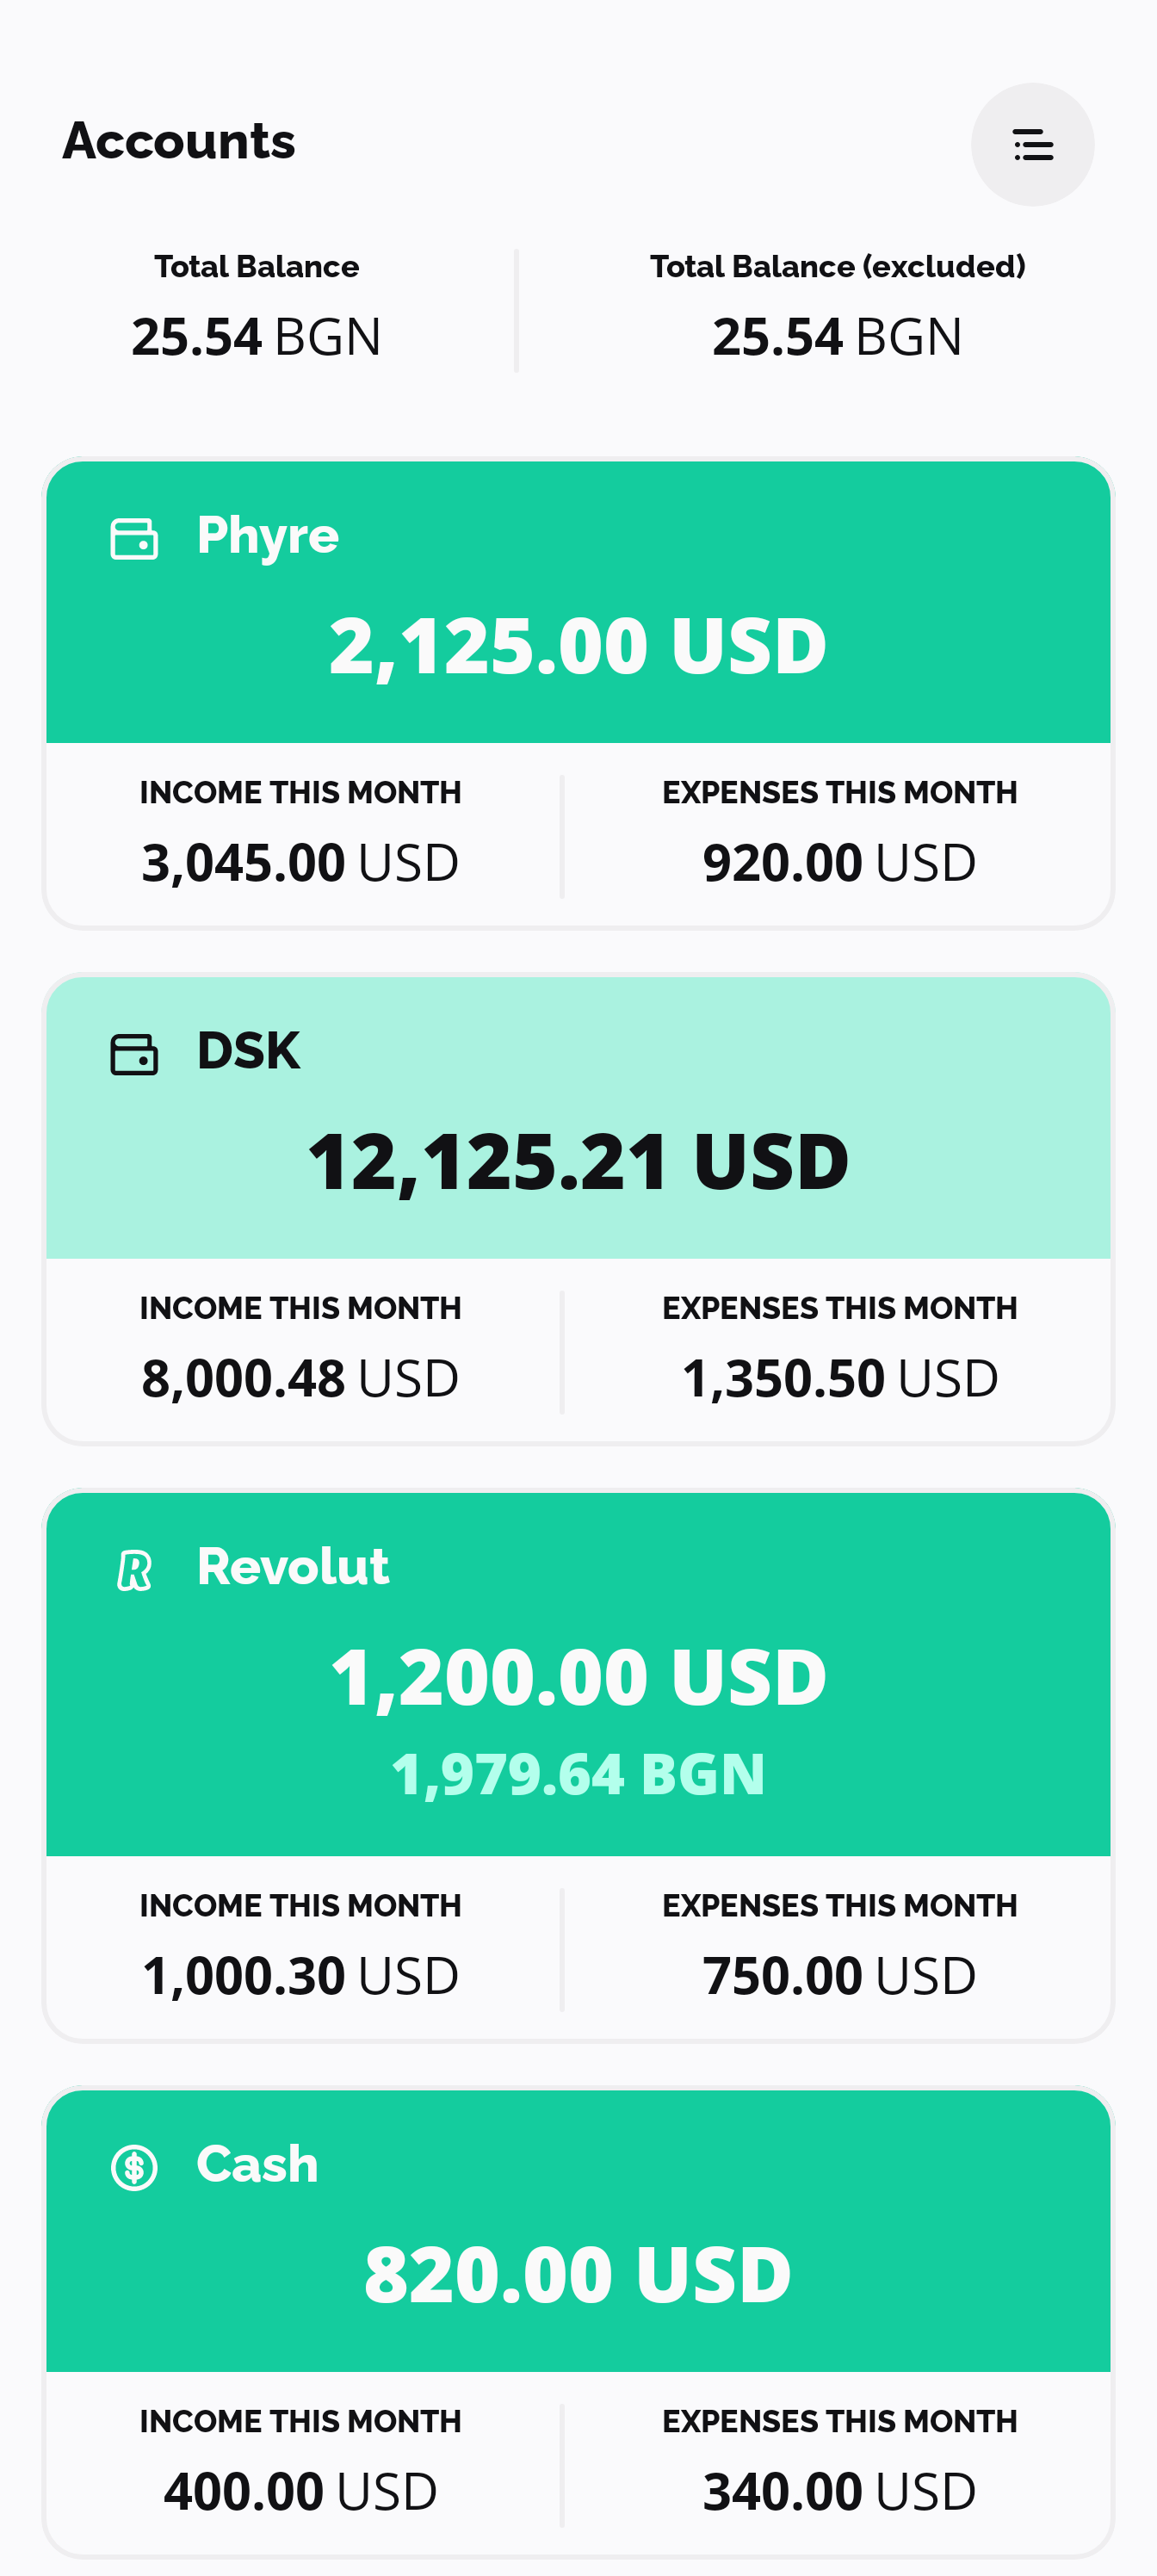 Accounts
Total Balance
Total Balance (excluded)
25.54 BGN
25.54 BGN
Phyre
2,125.00 USD
INCOME THIS MONTH
EXPENSES THIS MONTH
3,045.00 USD
920.00 USD
DSK
12,125.21 USD
INCOME THIS MONTH
EXPENSES THIS MONTH
8,000.48 USD
1,350.50 USD
R Revolut
1,200.00 USD
1,979.64 BGN
INCOME THIS MONTH
EXPENSES THIS MONTH
1,000.30 USD
750.00 USD
$ Cash
820.00 USD
INCOME THIS MONTH
EXPENSES THIS MONTH
400.00 USD
340.00 USD